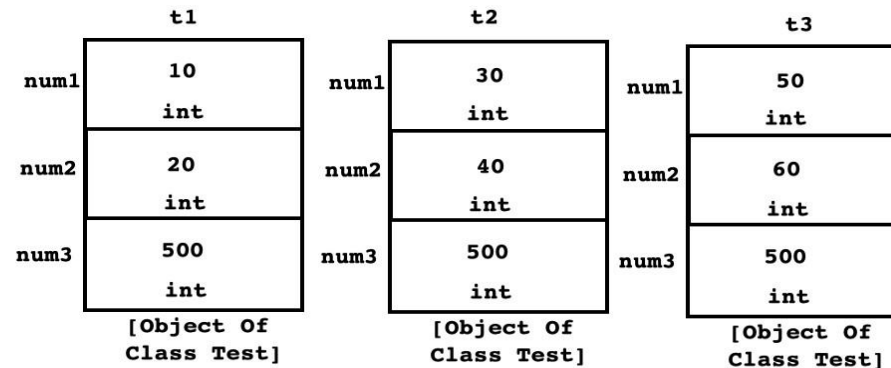 t1
t2
t3
num1
10
int
num2
20
int
num3
500
int
[Object Of
Class Test]
num1
30
int
num2
40
int
num3
500
int
[Object Of
Class Test]
num1
50
int
num2
60
int
num3
500
int
[Object Of
Class Test]